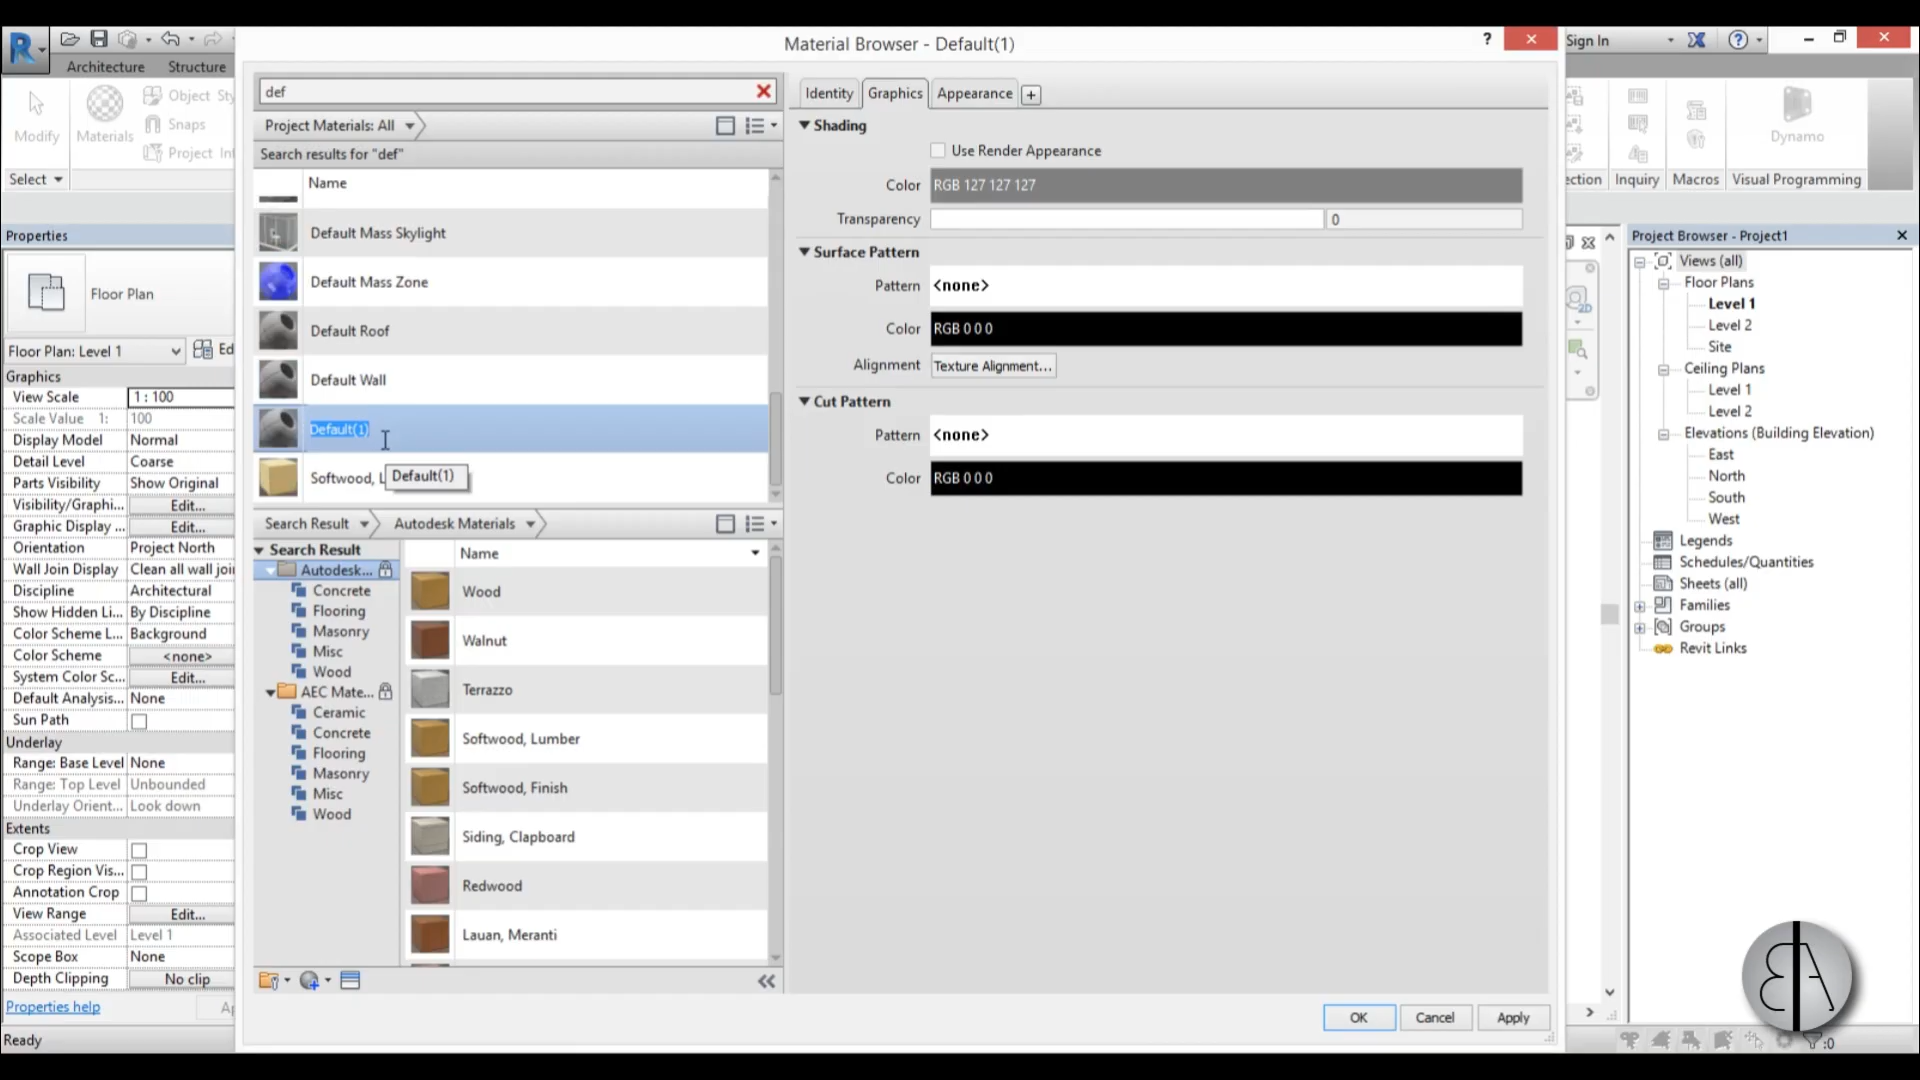 Material Browser - Default(1)
?
Sign In
Architecture
Structure
Modify
Materials
Object Sty
Snaps
Project In
Select
def
Project Materials: All
Search results for "def"
Name
Default Mass Skylight
Default Mass Zone
Default Roof
Default Wall
Default(1)
Softwood, L
Default(1)
Search Result
Autodesk Materials
Search Result
Autodesk...
Concrete
Flooring
Masonry
Misc
Wood
AEC Mate...
Ceramic
Concrete
Flooring
Masonry
Misc
Wood
Name
Wood
Walnut
Terrazzo
Softwood, Lumber
Softwood, Finish
Siding, Clapboard
Redwood
Lauan, Meranti
Identity
Graphics
Appearance
+
Shading
Use Render Appearance
Color RGB 127 127 127
Transparency 0
Surface Pattern
Pattern <none>
Color RGB 0 0 0
Alignment Texture Alignment...
Cut Pattern
Pattern <none>
Color RGB 0 0 0
OK
Cancel
Apply
Properties
Floor Plan
Floor Plan: Level 1
Ed
Graphics
View Scale 1 : 100
Scale Value 1: 100
Display Model Normal
Detail Level Coarse
Parts Visibility Show Original
Visibility/Graphi... Edit...
Graphic Display ... Edit...
Orientation Project North
Wall Join Display Clean all wall joi
Discipline Architectural
Show Hidden Li... By Discipline
Color Scheme L... Background
Color Scheme <none>
System Color Sc... Edit...
Default Analysis... None
Sun Path
Underlay
Range: Base Level None
Range: Top Level Unbounded
Underlay Orient... Look down
Extents
Crop View
Crop Region Vis...
Annotation Crop
View Range Edit...
Associated Level Level 1
Scope Box None
Depth Clipping No clip
Properties help
Ap
Ready
ection
Inquiry
Macros
Dynamo
Visual Programming
2D
Project Browser - Project1
Views (all)
Floor Plans
Level 1
Level 2
Site
Ceiling Plans
Level 1
Level 2
Elevations (Building Elevation)
East
North
South
West
Legends
Schedules/Quantities
Sheets (all)
Families
Groups
Revit Links
:0